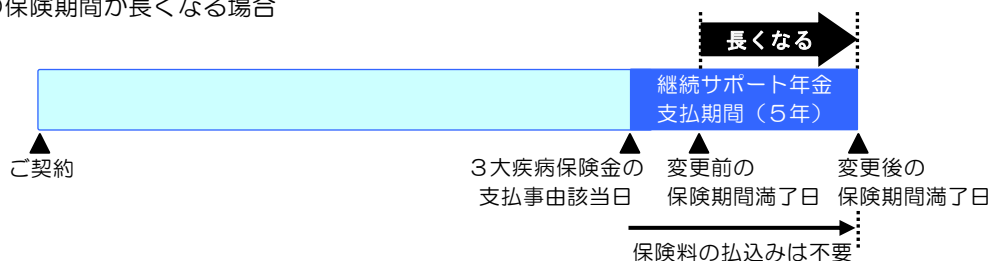 の保険期間が長くなる場合
長くなる
継続サポート年金
支払期間（５年）
ご契約
３大疾病保険金の
支払事由該当日
変更前の
保険期間満了日
変更後の
保険期間満了日
保険料の払込みは不要